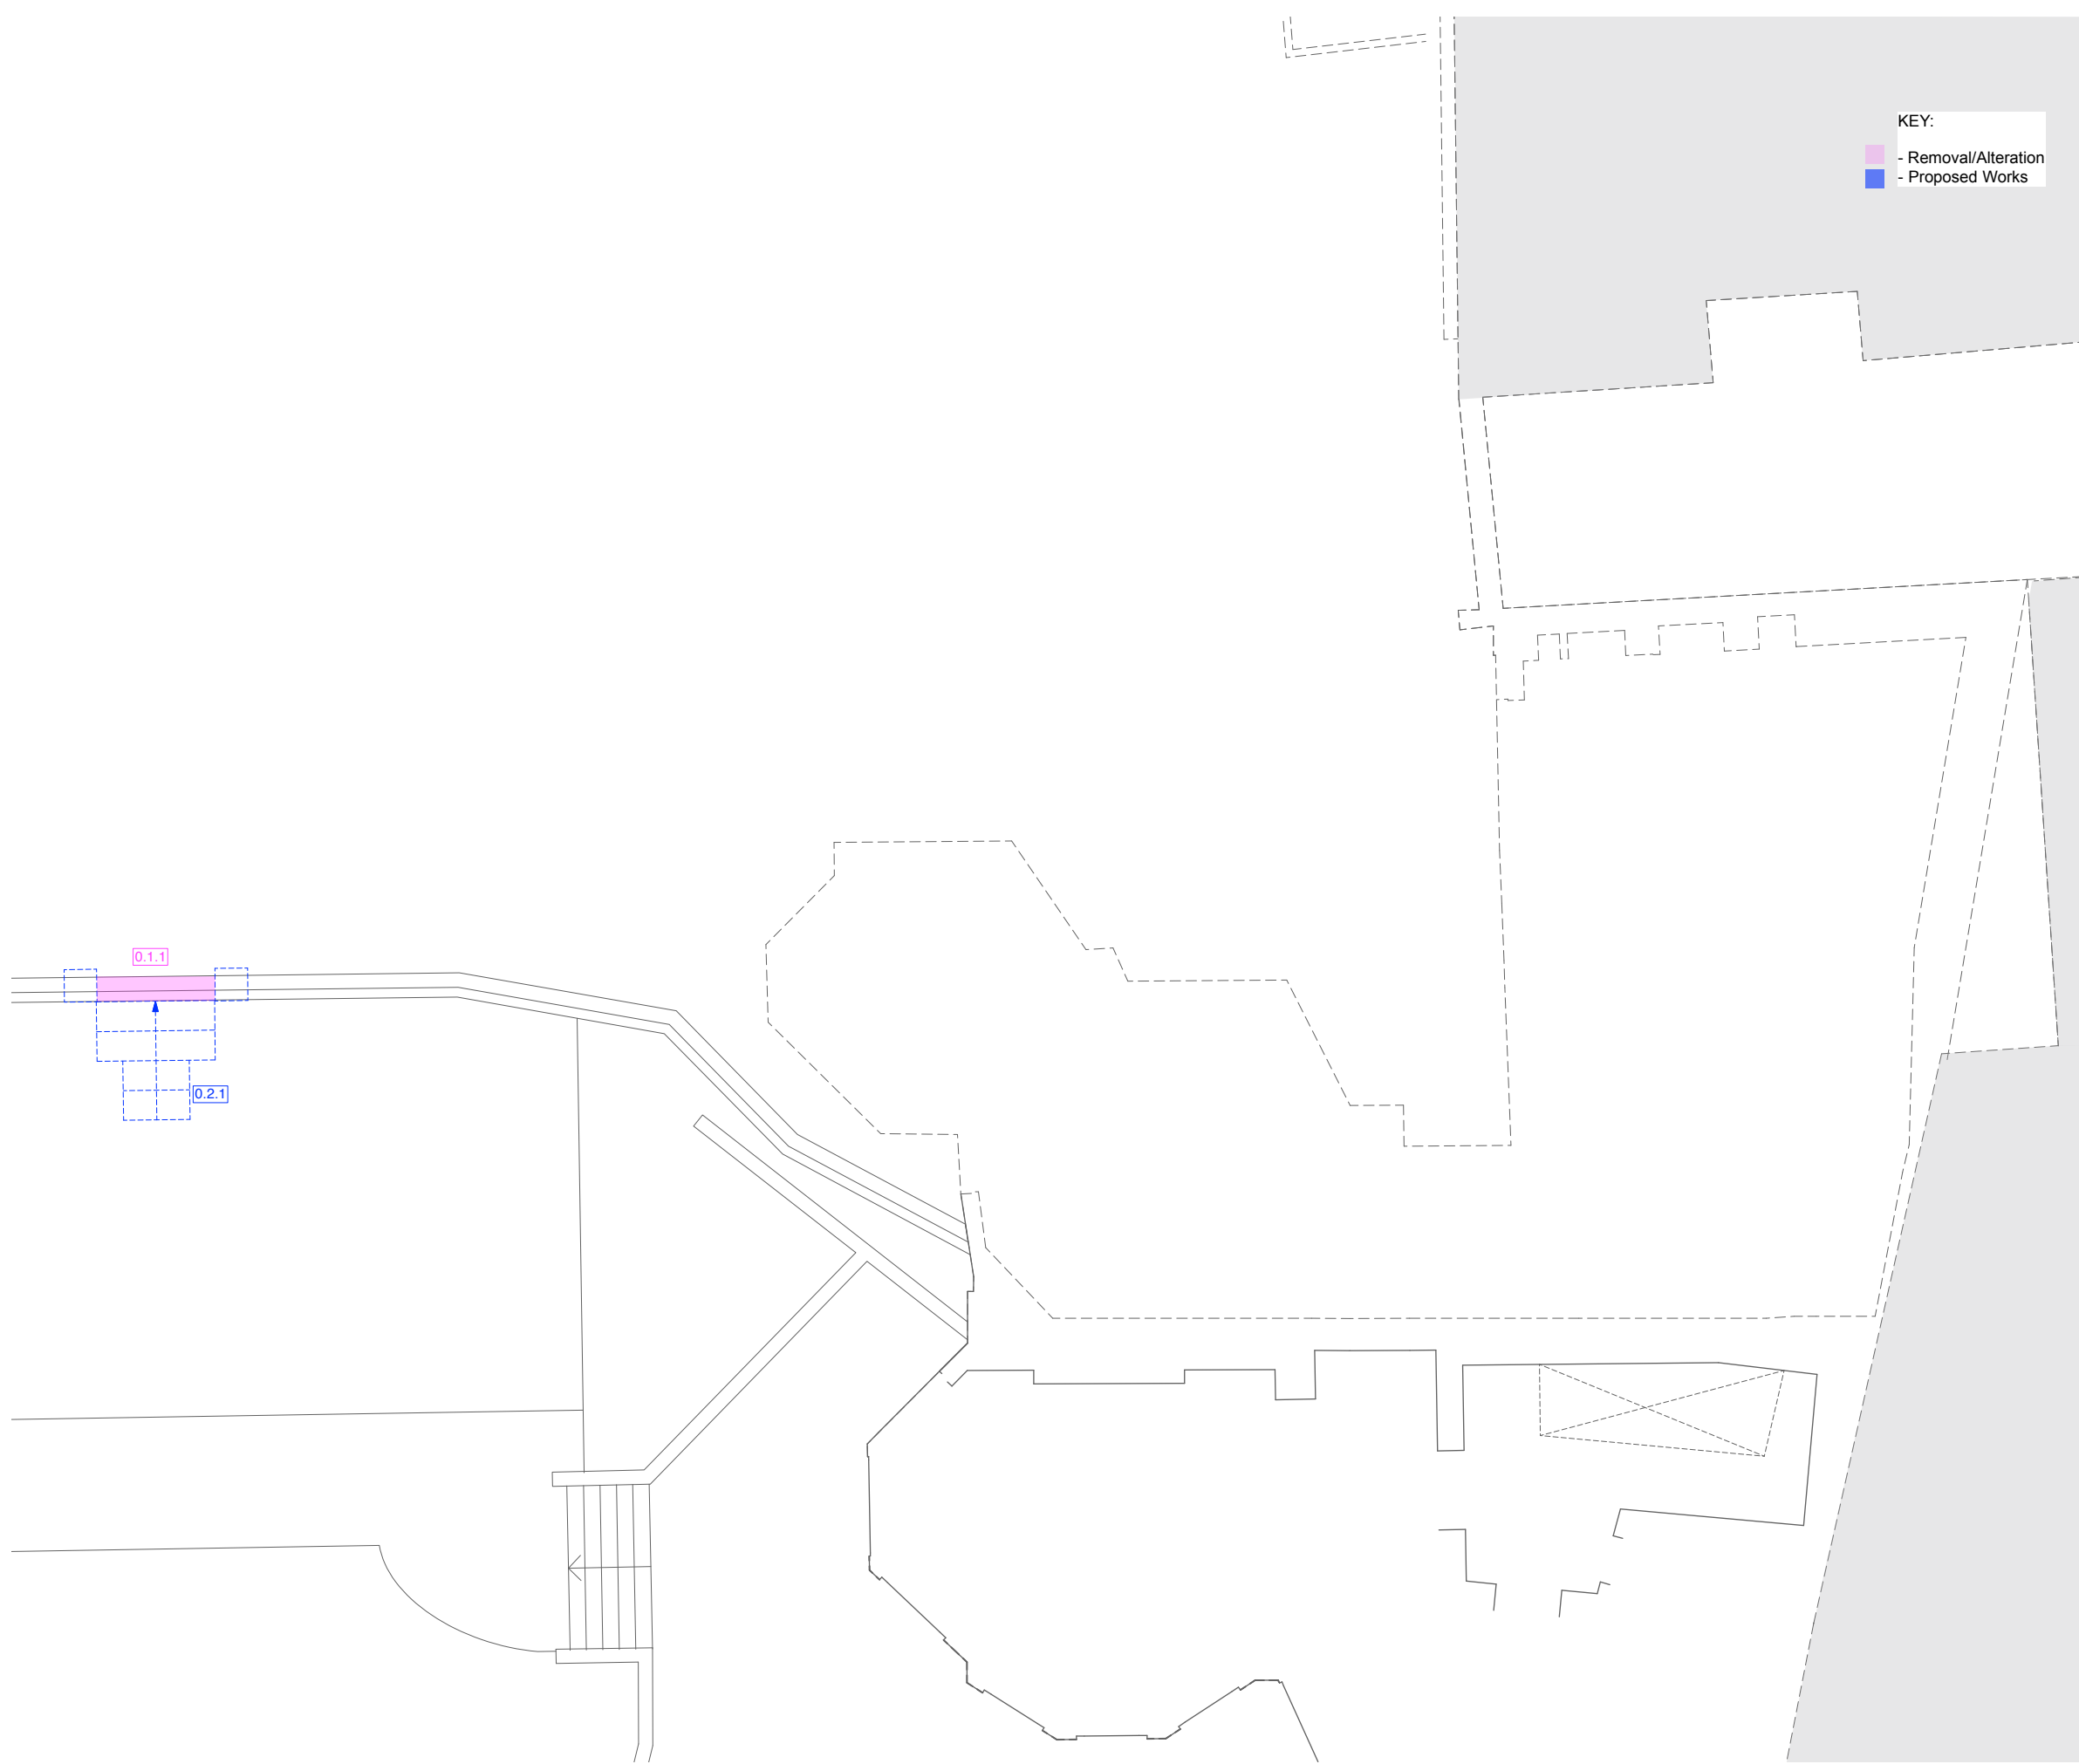 KEY:
- Removal/Alteration
- Proposed Works
0.1.1
0.2.1